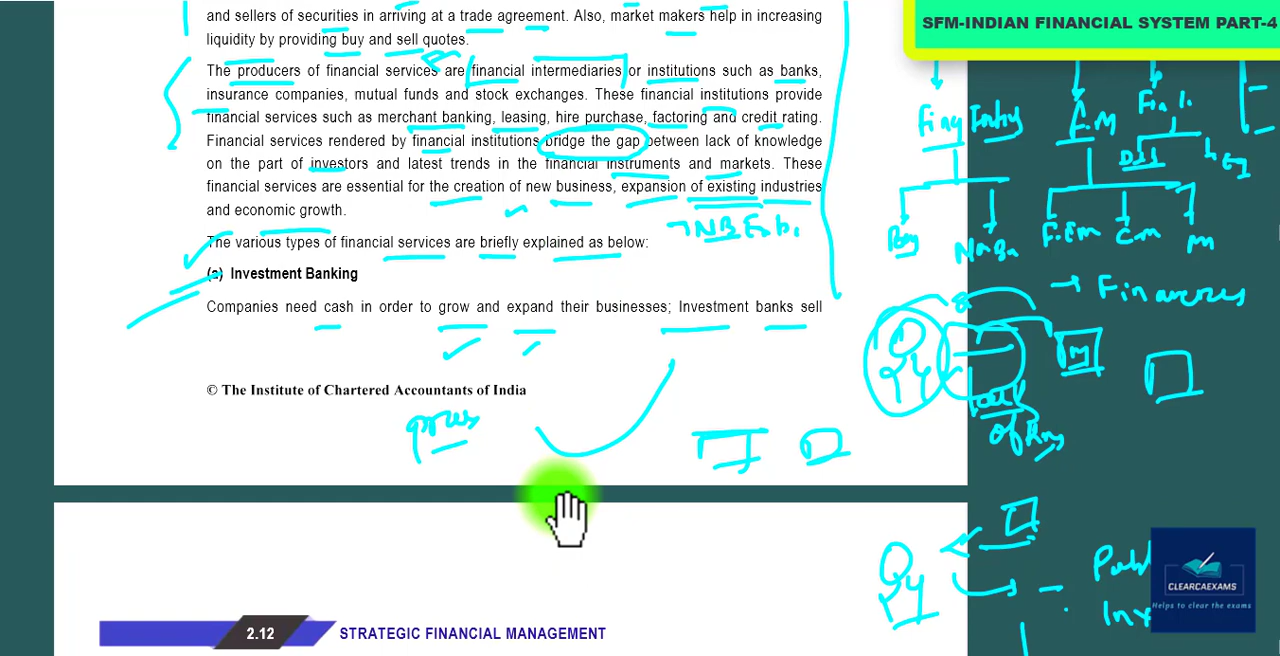 and sellers of securities in arriving at a trade agreement. Also, market makers help in increasing
liquidity by providing buy and sell quotes.
SFM-INDIAN FINANCIAL SYSTEM PART-4
The producers of financial services are financial intermediaries or institutions such as banks,
insurance companies, mutual funds and stock exchanges. These financial institutions provide
financial services such as merchant banking, leasing, hire purchase, factoring and credit rating.
Financial services rendered by financial institutions bridge the gap between lack of knowledge
on the part of investors and latest trends in the financial instruments and markets. These
financial services are essential for the creation of new business, expansion of existing industries
and economic growth.
The various types of financial services are briefly explained as below:
(a) Investment Banking
Companies need cash in order to grow and expand their businesses; Investment banks sell
© The Institute of Chartered Accountants of India
F.M
F.EM C.M M
of
CLEARCAEXAMS
Helps to clear the exams
2.12 STRATEGIC FINANCIAL MANAGEMENT